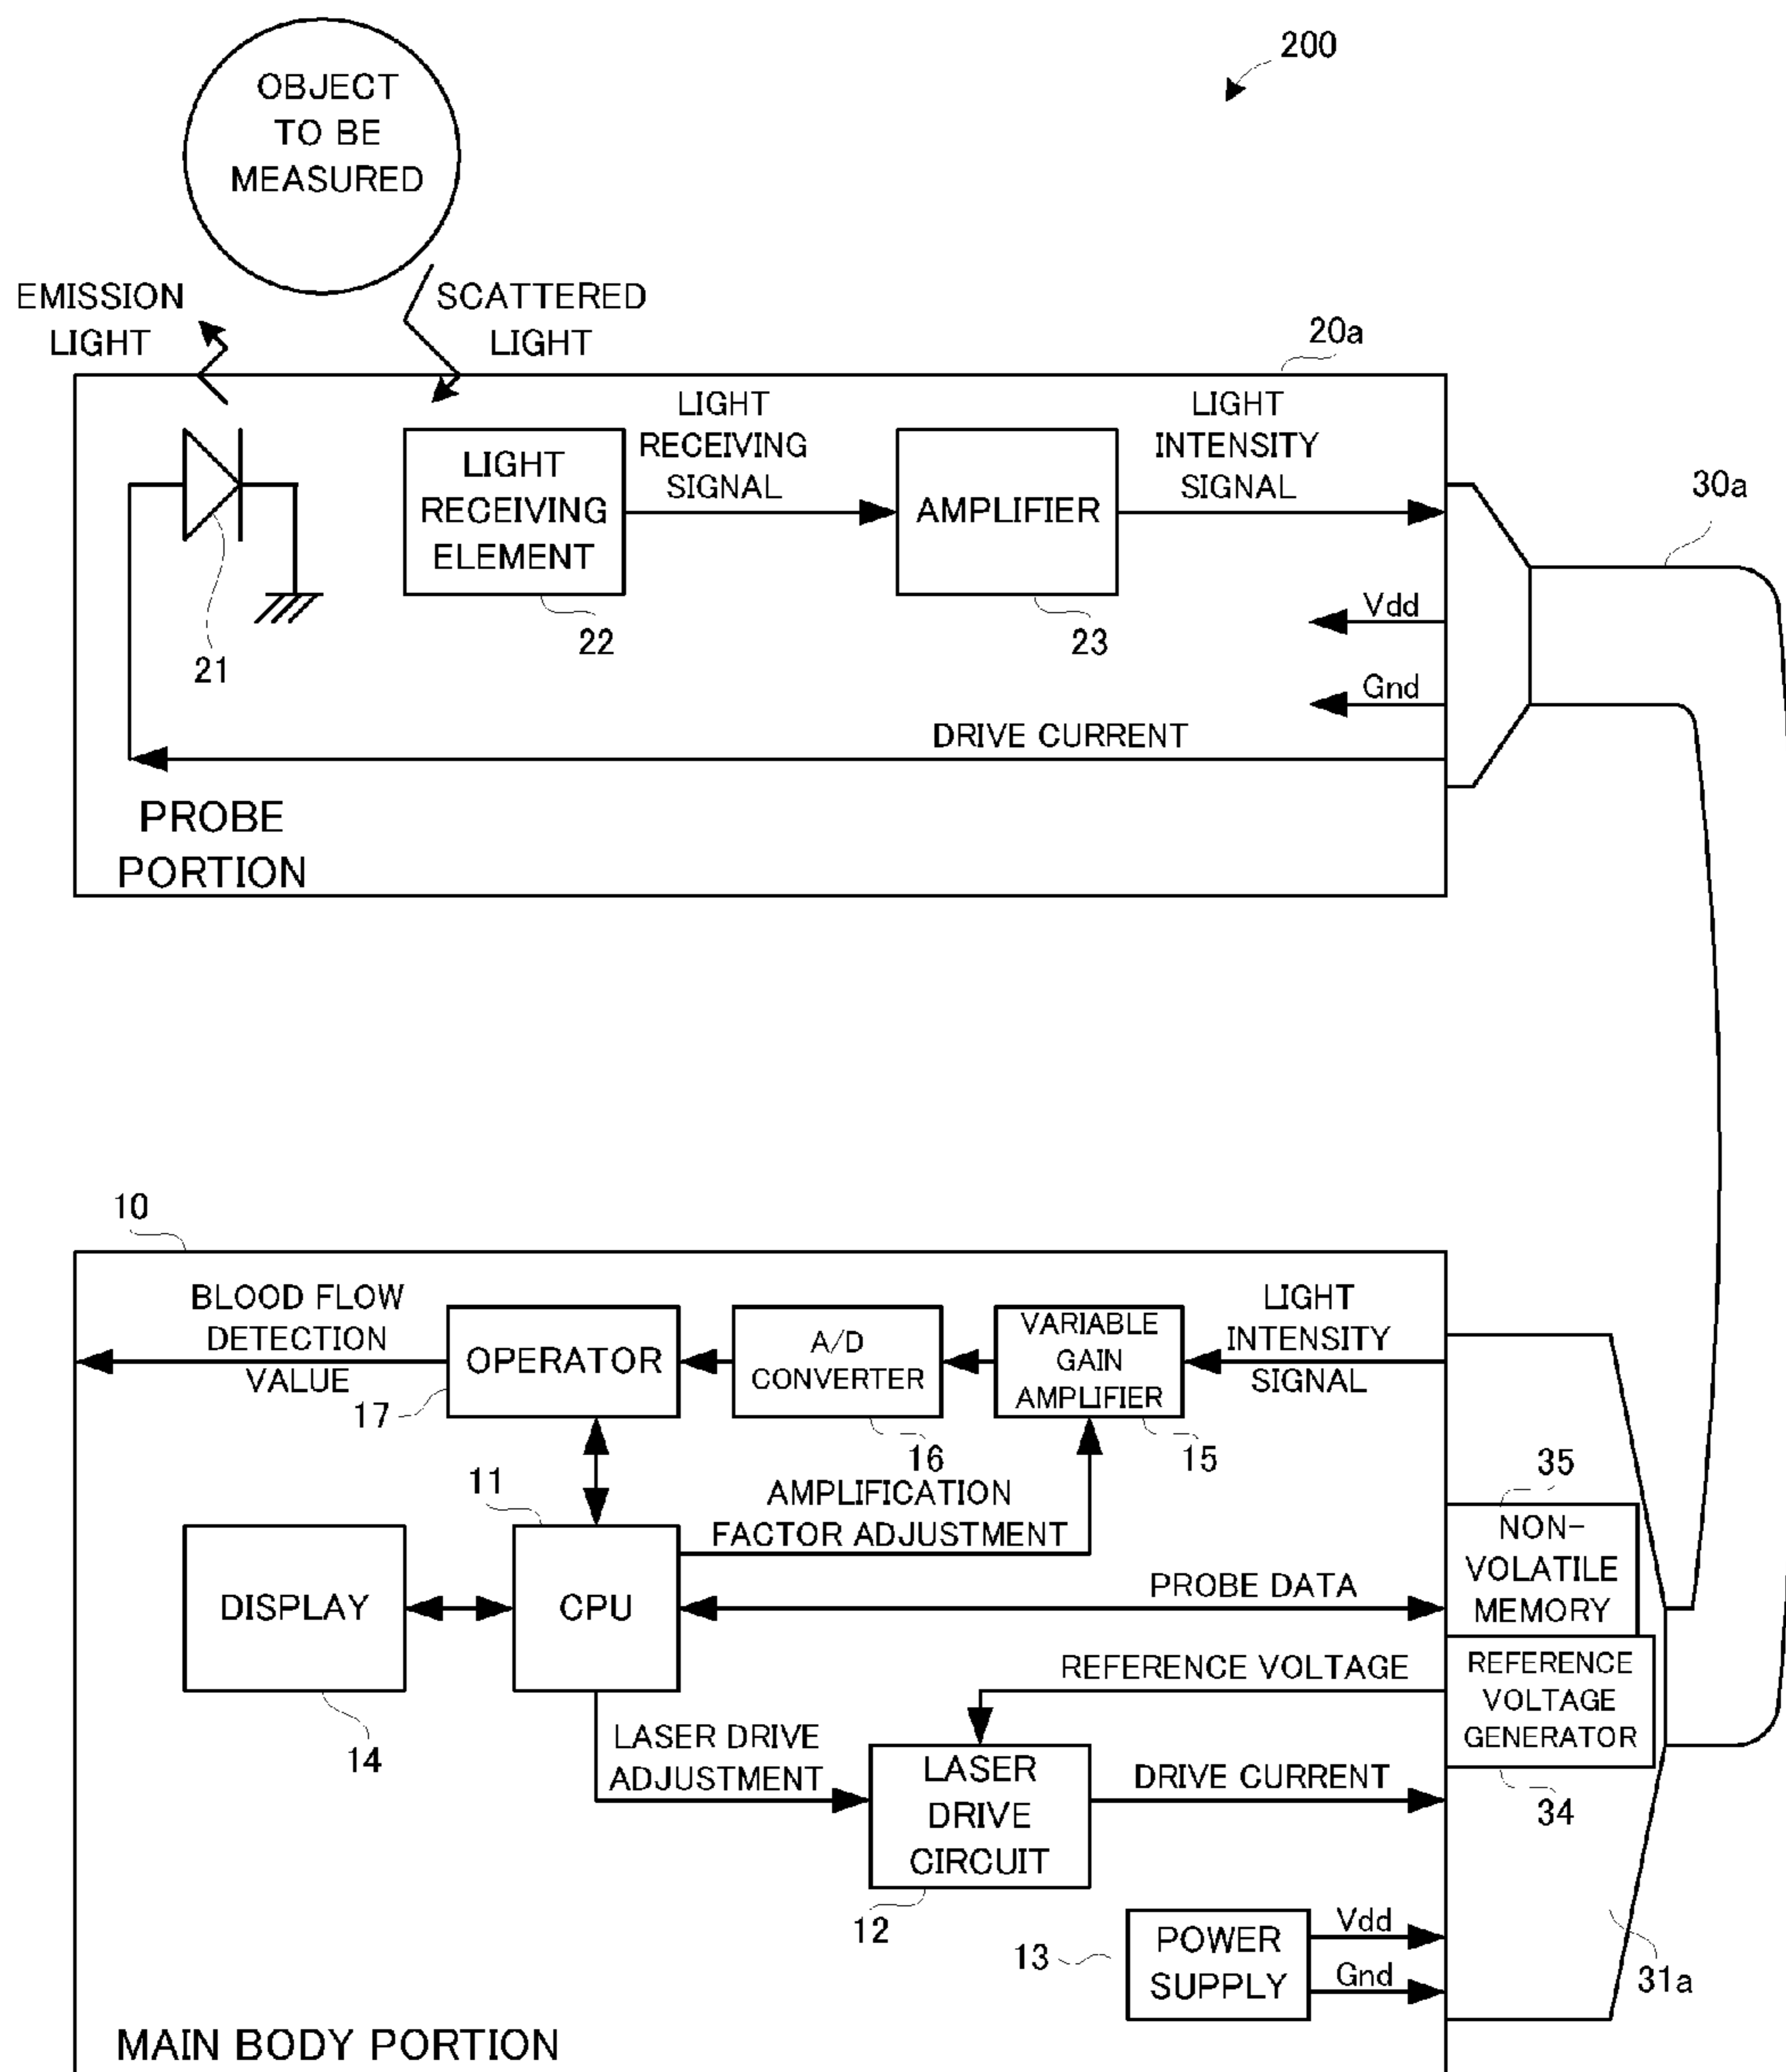 200
OBJECT
TO BE
MEASURED
EMISSION
LIGHT
SCATTERED
LIGHT
20a
LIGHT
RECEIVING
SIGNAL
LIGHT
INTENSITY
SIGNAL
30a
LIGHT
RECEIVING
ELEMENT
AMPLIFIER
21
22
23
Vdd
Gnd
DRIVE CURRENT
PROBE
PORTION
10
BLOOD FLOW
DETECTION
VALUE
OPERATOR
A/D
CONVERTER
VARIABLE
GAIN
AMPLIFIER
LIGHT
INTENSITY
SIGNAL
17
16
15
35
11
AMPLIFICATION
FACTOR ADJUSTMENT
NON-
VOLATILE
MEMORY
DISPLAY
CPU
PROBE DATA
REFERENCE VOLTAGE
REFERENCE
VOLTAGE
GENERATOR
14
LASER DRIVE
ADJUSTMENT
LASER
DRIVE
CIRCUIT
DRIVE CURRENT
34
12
13
POWER
SUPPLY
Vdd
Gnd
31a
MAIN BODY PORTION